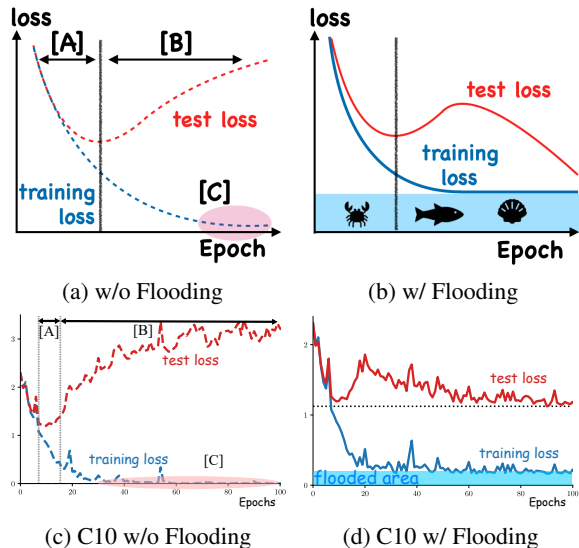 loss
[A]
[B]
test loss
training
loss
[C]
Epoch
(a) w/o Flooding
loss
test loss
training
loss
Epoch
(b) w/ Flooding
[A]
[B]
3
2
1
0
test loss
training loss
[C]
0
20
40
60
80
100
Epochs
(c) C10 w/o Flooding
2
1
0
test loss
training loss
flooded area
0
20
40
60
80
100
Epochs
(d) C10 w/ Flooding